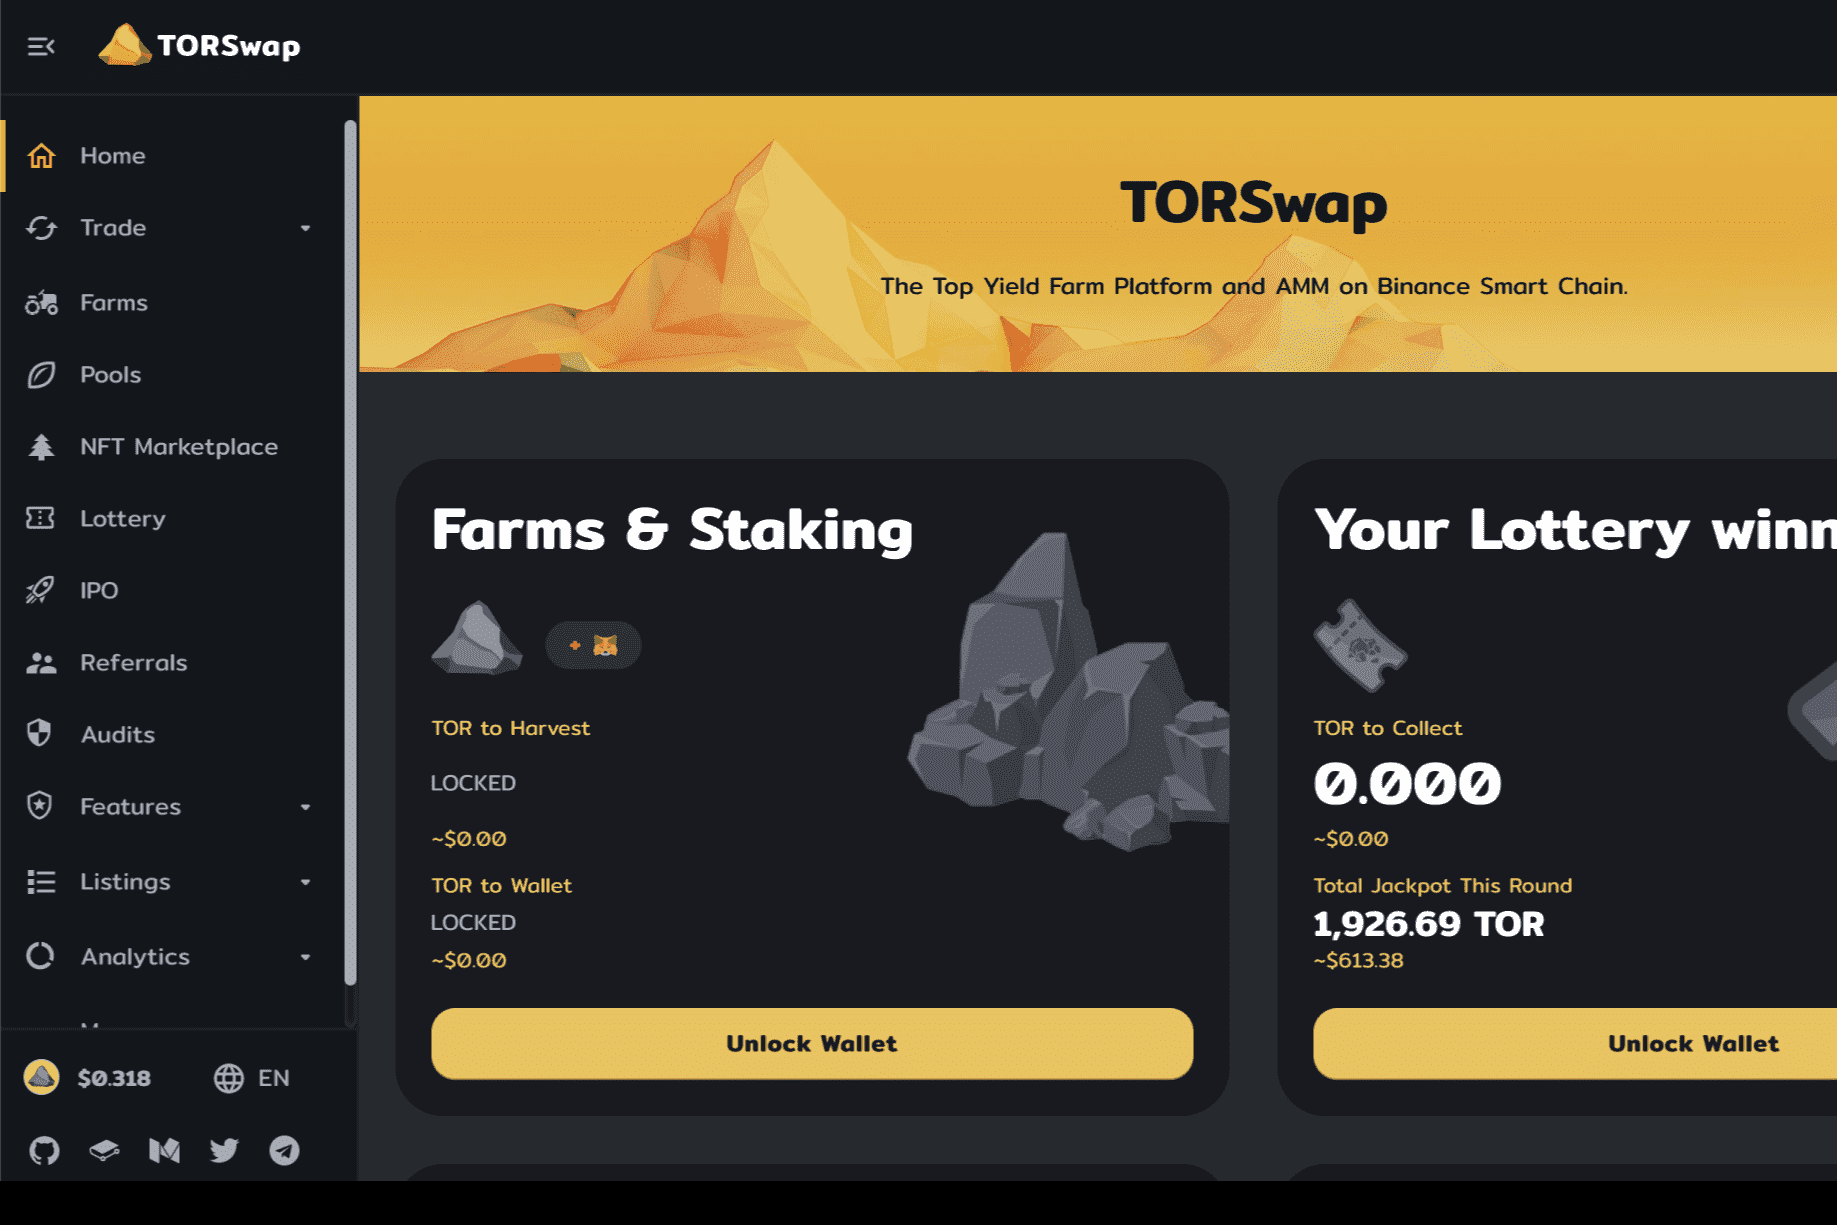 TORSwap
Home
Trade
Farms
Pools
NFT Marketplace
Lottery
IPO
Referrals
Audits
Features
Listings
Analytics
$0.318
EN
TORSwap
The Top Yield Farm Platform and AMM on Binance Smart Chain.
Farms & Staking
TOR to Harvest
LOCKED
~$0.00
TOR to Wallet
LOCKED
~$0.00
Unlock Wallet
Your Lottery winn
TOR to Collect
0.000
~$0.00
Total Jackpot This Round
1,926.69 TOR
~$613.38
Unlock Wallet